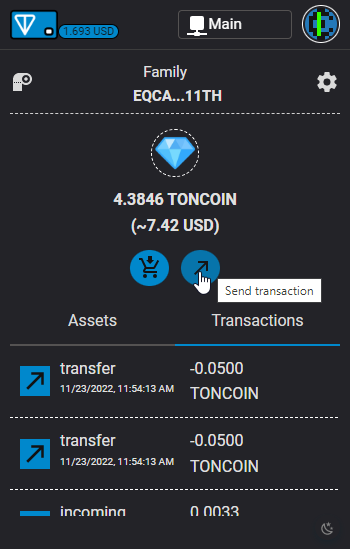 1.693 USD
Main
Family
EQCA...11TH
4.3846 TONCOIN
(~7.42 USD)
Send transaction
Assets
Transactions
transfer
-0.0500
11/23/2022, 11:54:13 AM
TONCOIN
transfer
-0.0500
11/23/2022, 11:54:13 AM
TONCOIN
incoming
0.0033